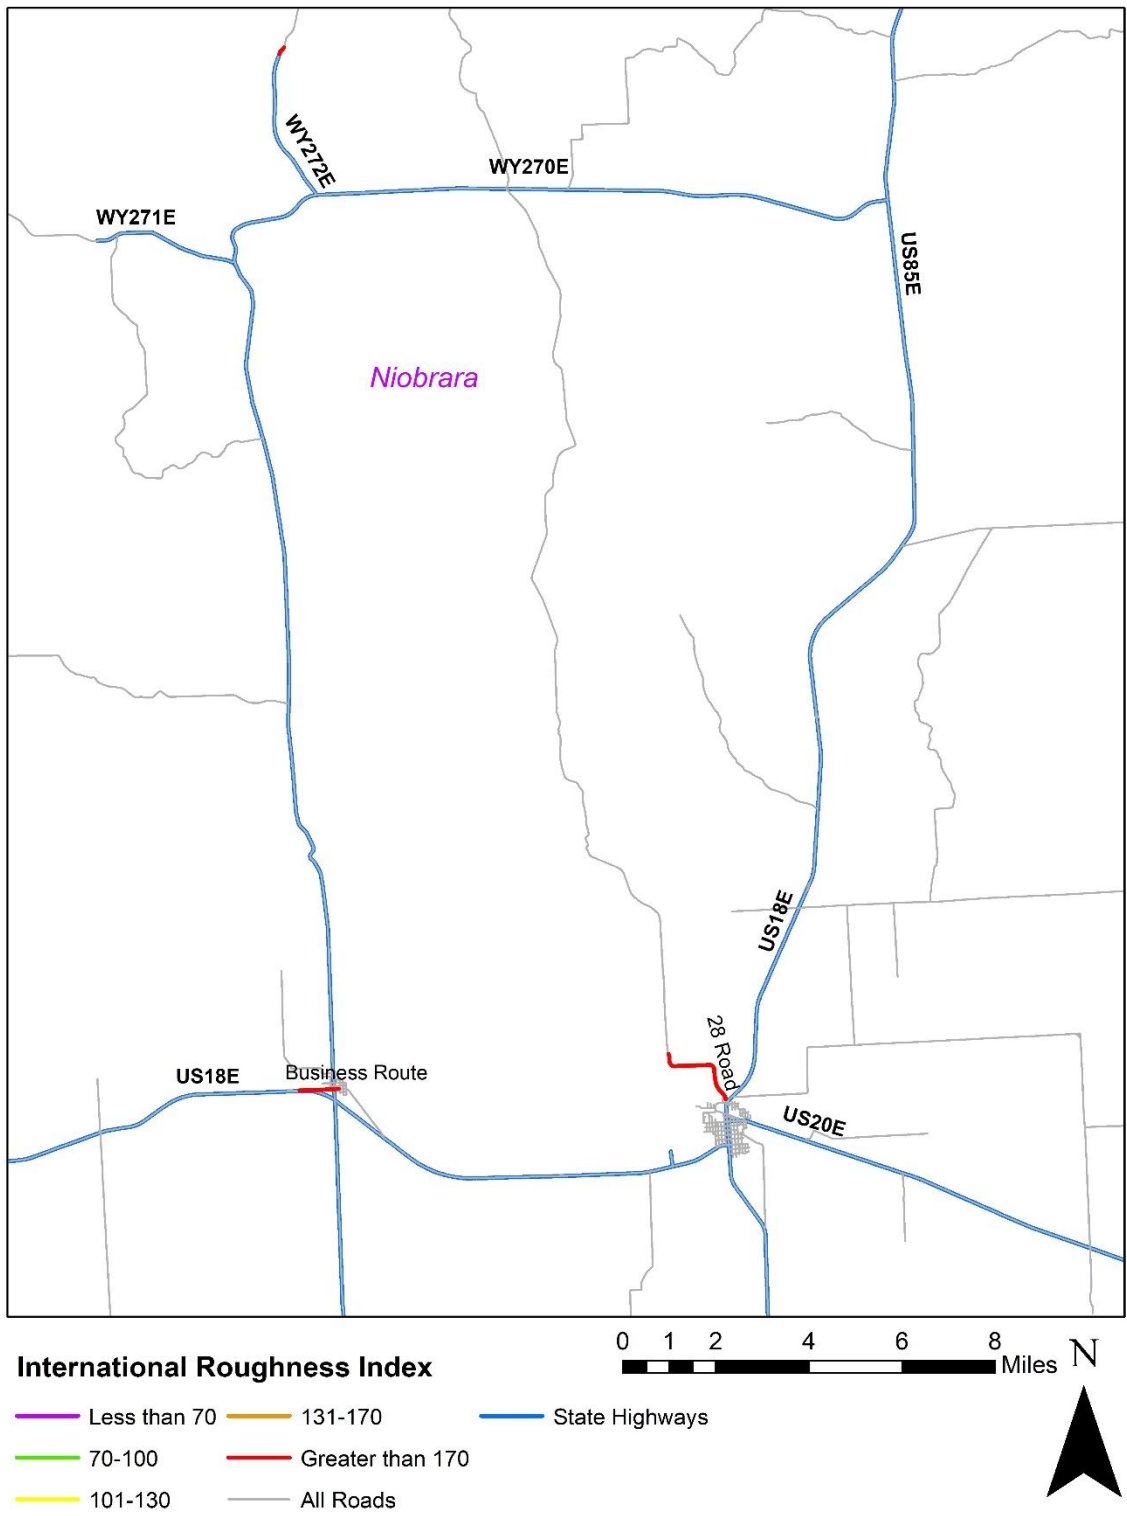 WY272E
WY270E
WY271E
US85E
Niobrara
US18E
28 Road
US18E
Business Route
US20E
0 1 2 4 6 8
Miles
N
International Roughness Index
Less than 70
131-170
State Highways
70-100
Greater than 170
101-130
All Roads